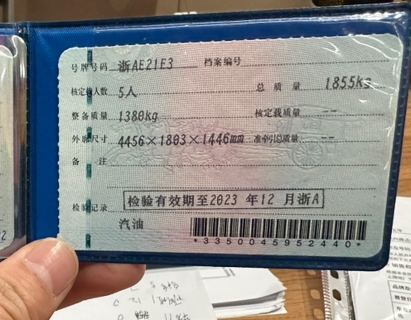 号牌号码 浙AE21E3 档案编号
核定载人数 5人 总质量 1855kg
整备质量 1380kg 核定载质量 --
外廓尺寸 4456×1803×1446mm 准牵引总质量 --
备注
检验记录 检验有效期至2023年12月浙A
汽油
*3350045952440*